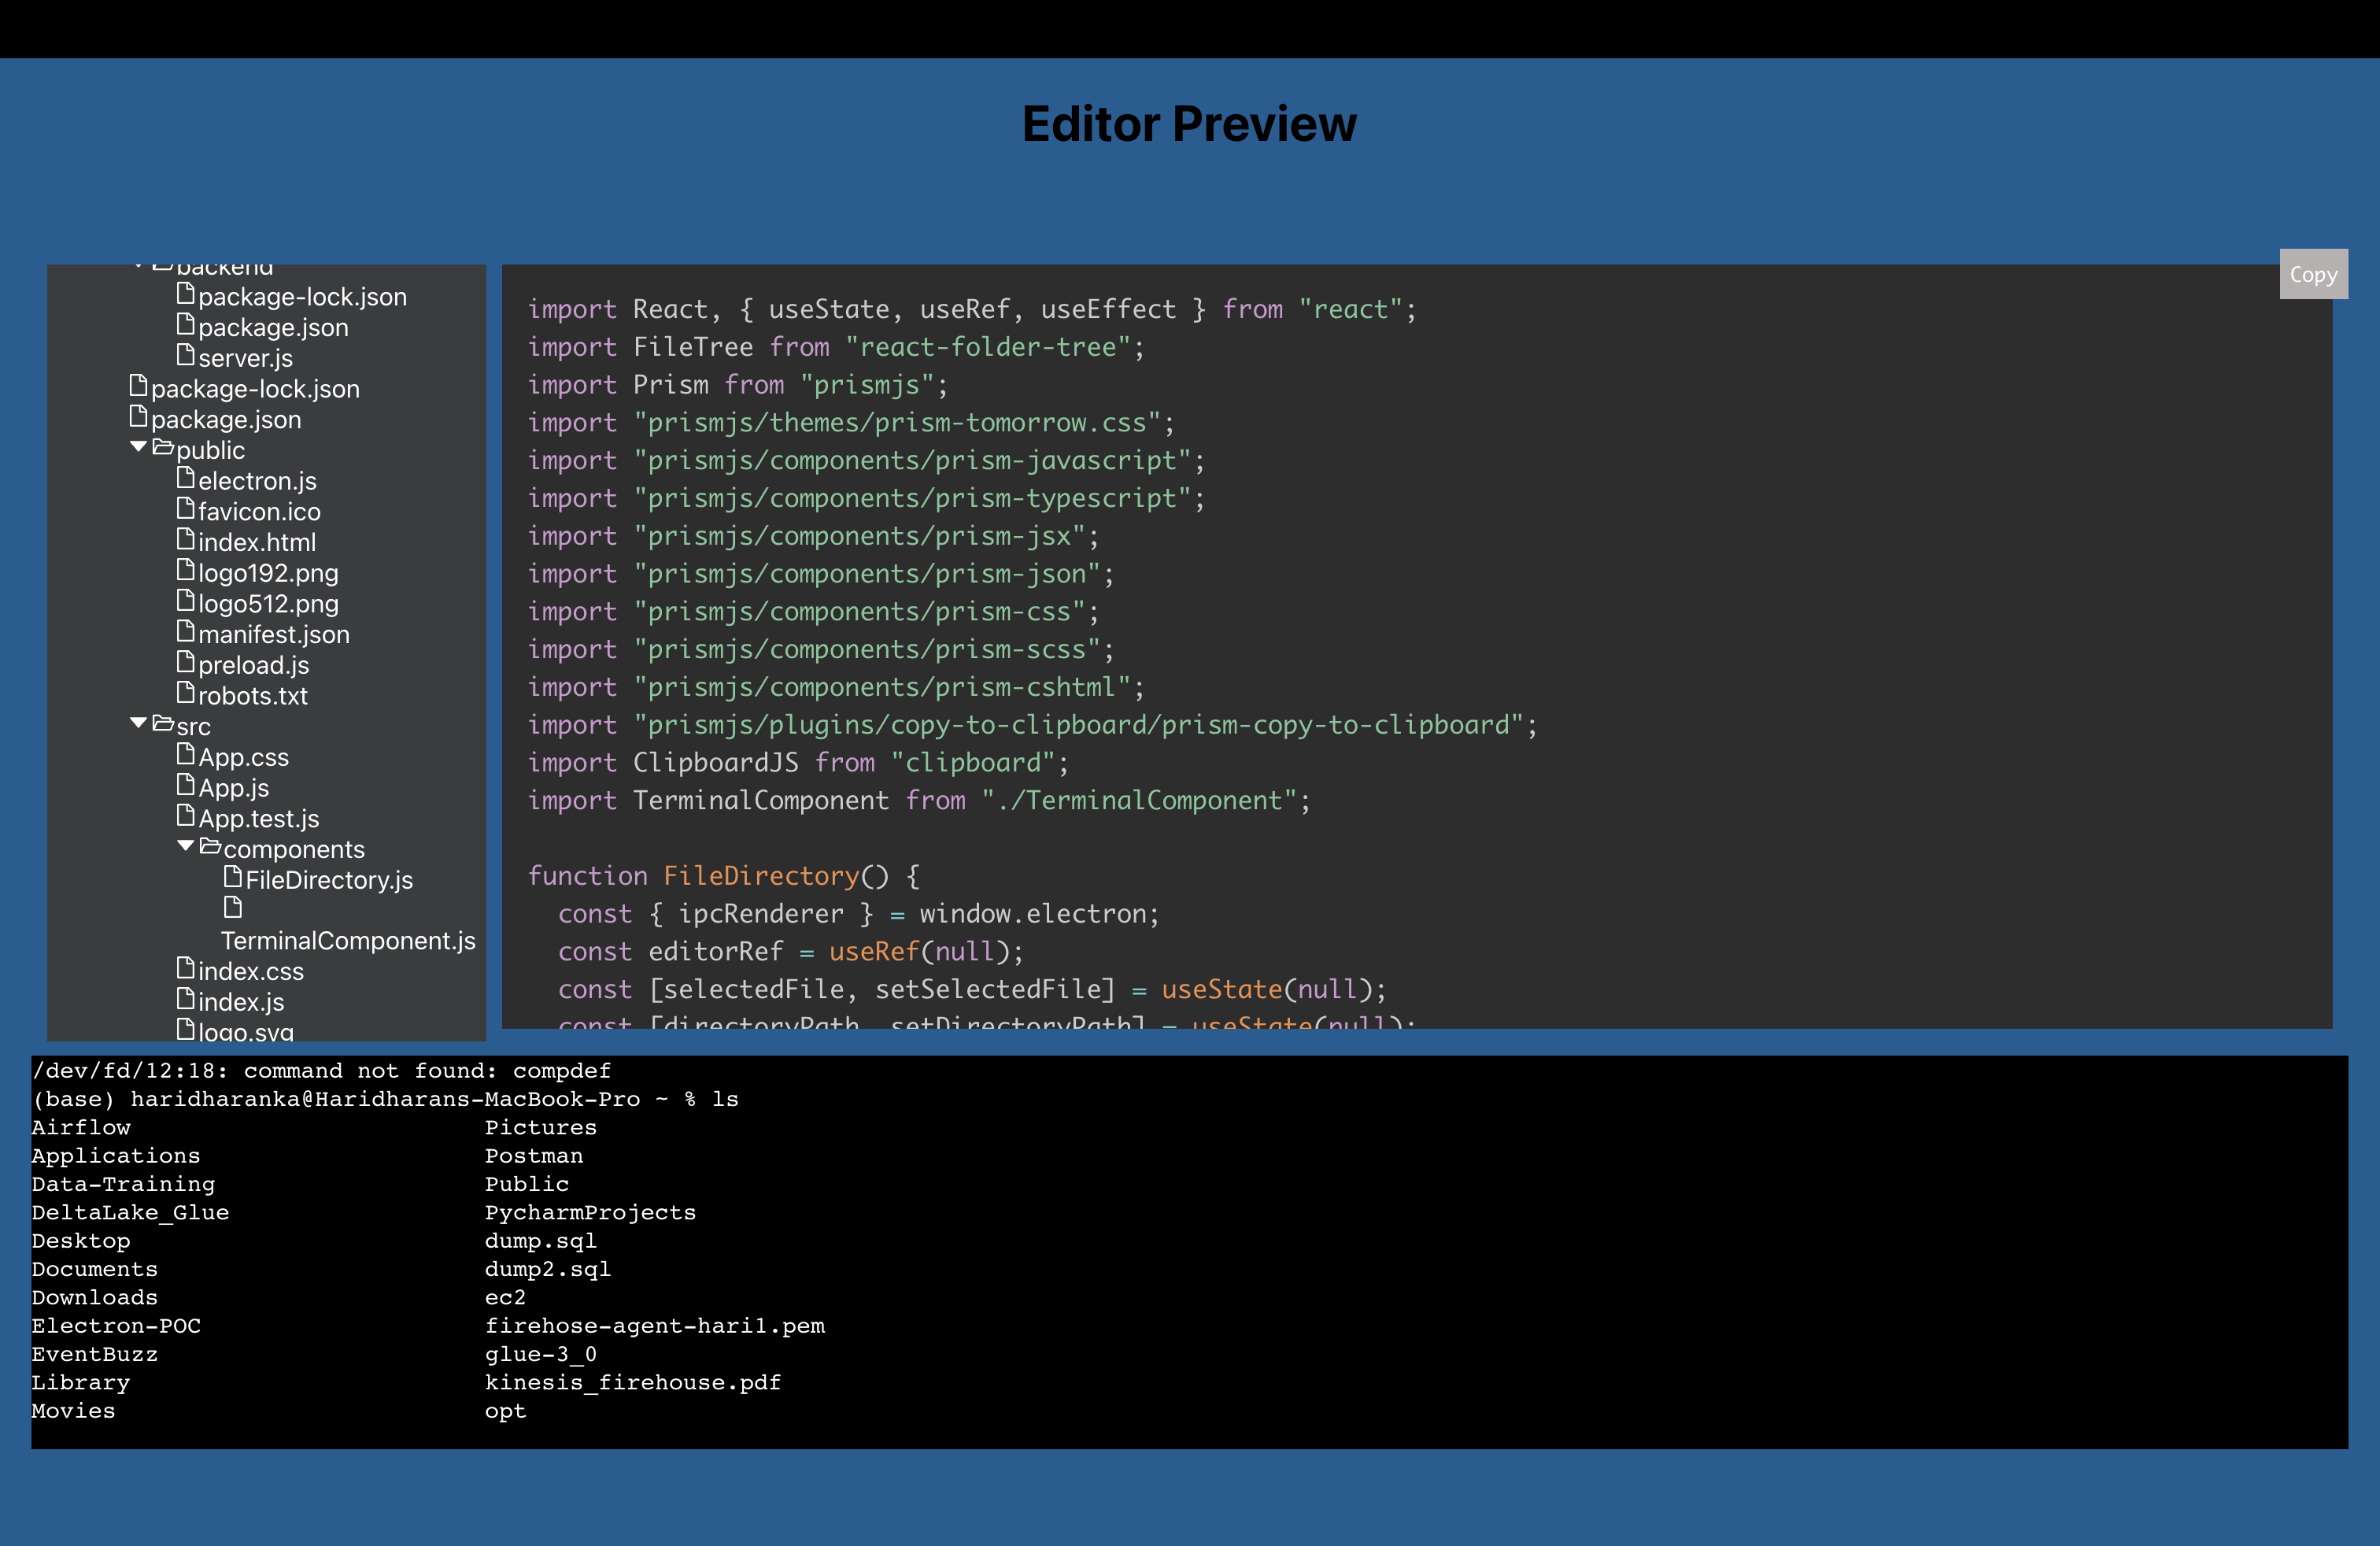 Editor Preview
backend
package-lock.json
package.json
server.js
package-lock.json
package.json
public
electron.js
favicon.ico
index.html
logo192.png
logo512.png
manifest.json
preload.js
robots.txt
src
App.css
App.js
App.test.js
components
FileDirectory.js
TerminalComponent.js
index.css
index.js
logo.svg
Copy
import React, { useState, useRef, useEffect } from "react";
import FileTree from "react-folder-tree";
import Prism from "prismjs";
import "prismjs/themes/prism-tomorrow.css";
import "prismjs/components/prism-javascript";
import "prismjs/components/prism-typescript";
import "prismjs/components/prism-jsx";
import "prismjs/components/prism-json";
import "prismjs/components/prism-css";
import "prismjs/components/prism-scss";
import "prismjs/components/prism-cshtml";
import "prismjs/plugins/copy-to-clipboard/prism-copy-to-clipboard";
import ClipboardJS from "clipboard";
import TerminalComponent from "./TerminalComponent";
function FileDirectory() {
  const { ipcRenderer } = window.electron;
  const editorRef = useRef(null);
  const [selectedFile, setSelectedFile] = useState(null);
  const [directoryPath, setDirectoryPath] = useState(null);
/dev/fd/12:18: command not found: compdef
(base) haridharanka@Haridharans-MacBook-Pro ~ % ls
Airflow Pictures
Applications Postman
Data-Training Public
DeltaLake_Glue PycharmProjects
Desktop dump.sql
Documents dump2.sql
Downloads ec2
Electron-POC firehose-agent-hari1.pem
EventBuzz glue-3_0
Library kinesis_firehouse.pdf
Movies opt